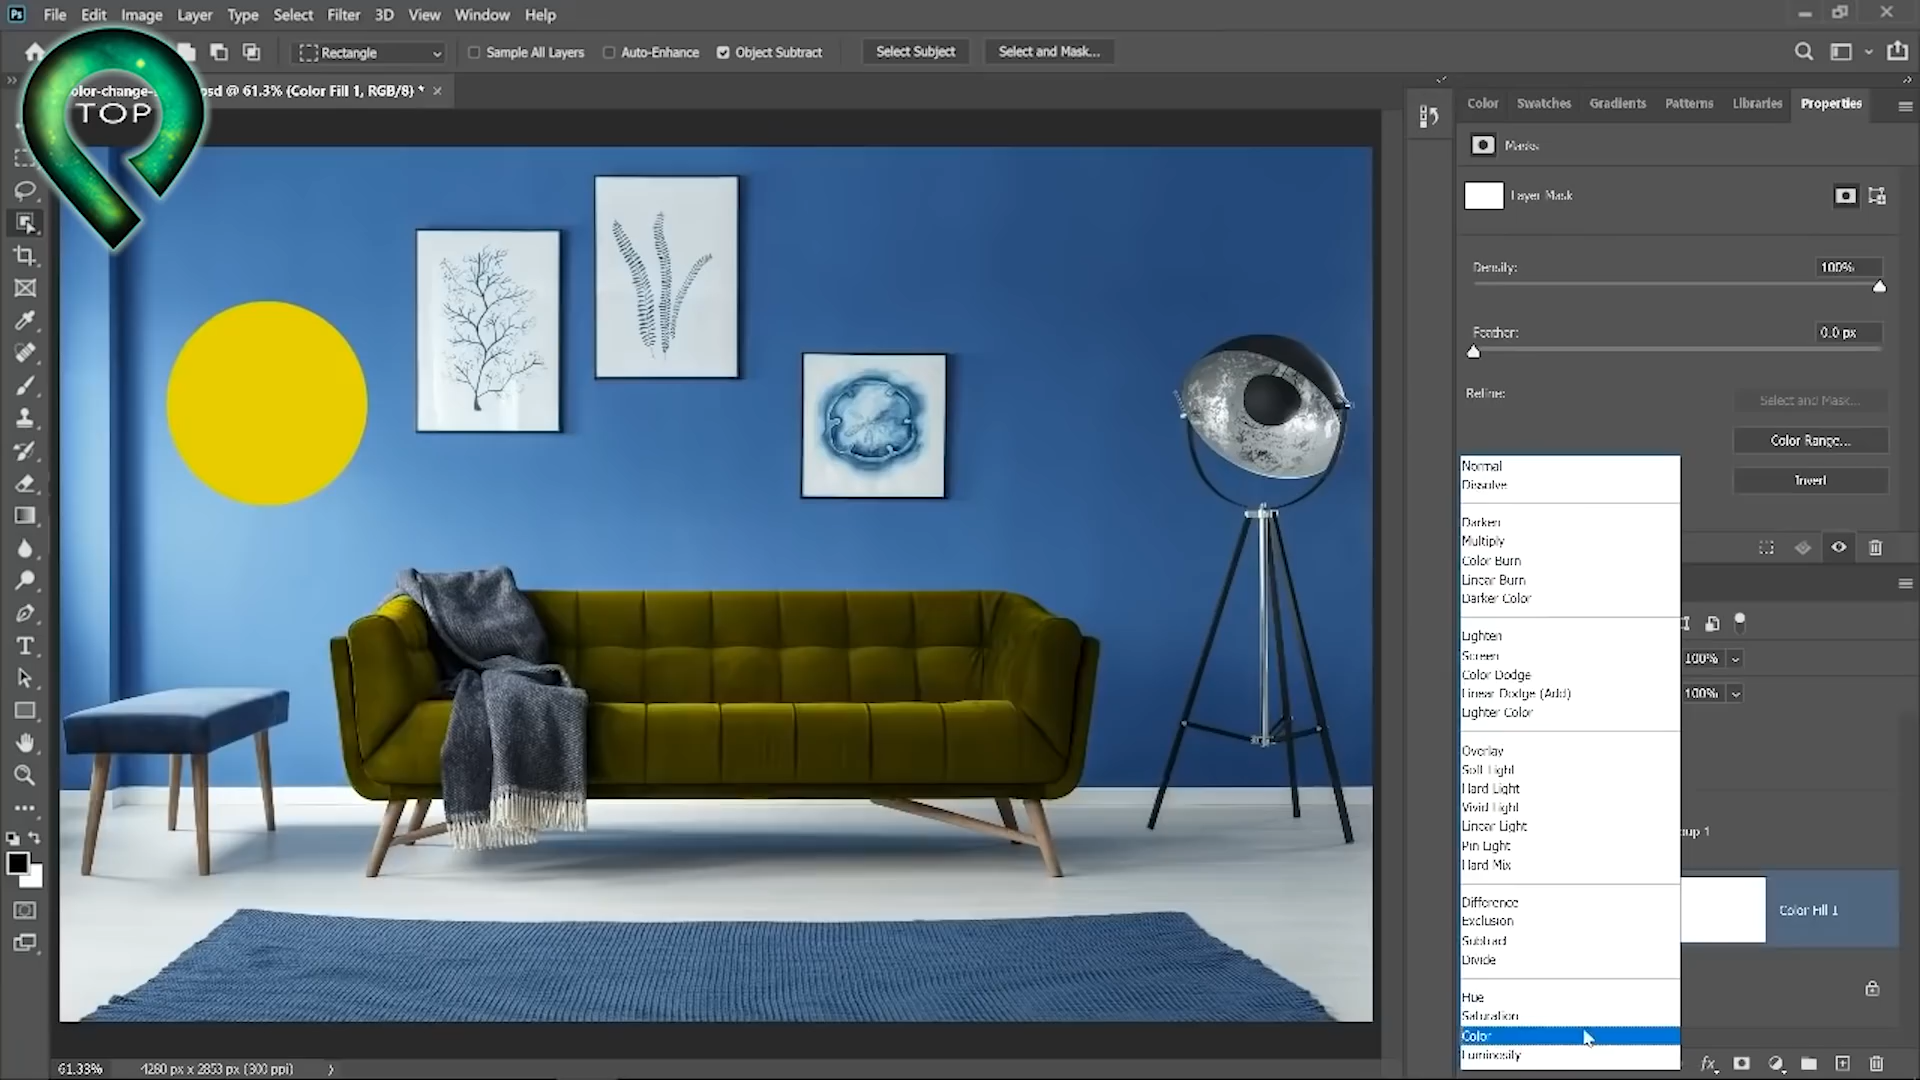 Ps File Edit Image Layer Type Select Filter 3D View Window Help
Rectangle Sample All Layers Auto-Enhance Object Subtract Select Subject Select and Mask...
olor-change- psd @ 61.3% (Color Fill 1, RGB/8) * ×
TOP
Color Swatches Gradients Patterns Libraries Properties
Masks
Layer Mask
Density: 100%
Feather: 0.0 px
Refine: Select and Mask...
Color Range...
Invert
Normal
Dissolve
Darken
Multiply
Color Burn
Linear Burn
Darker Color
Lighten
Screen
100%
Color Dodge
Linear Dodge (Add) 100%
Lighter Color
Overlay
Soft Light
Hard Light
Vivid Light
Linear Light
oup 1
Pin Light
Hard Mix
Difference
Color Fill 1
Exclusion
Subtract
Divide
Hue
Saturation
Color
Luminosity
fx
61.33% 4280 px x 2853 px (300 ppi)